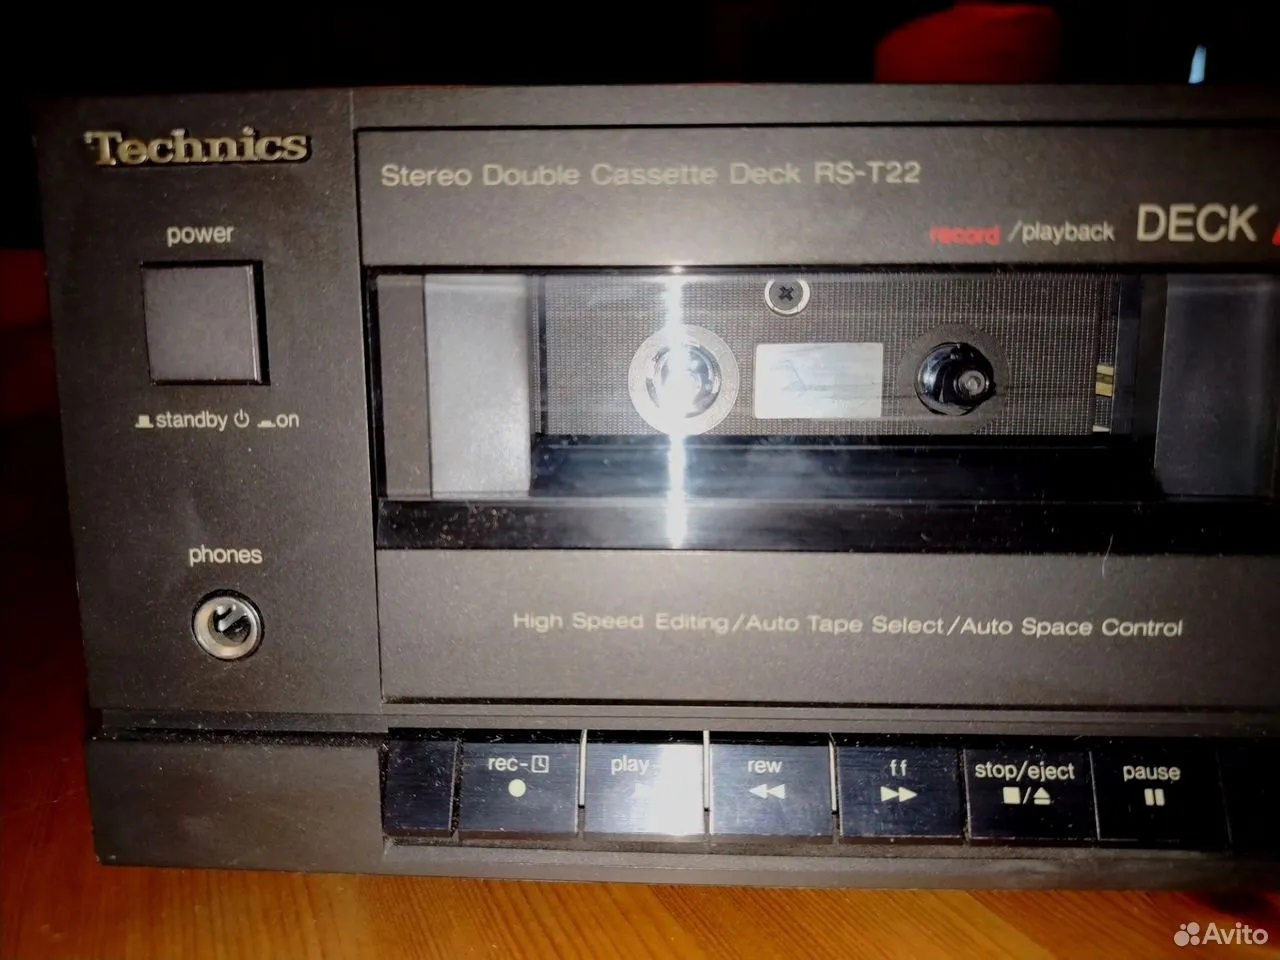 Technics
Stereo Double Cassette Deck RS-T22
power
record /playback DECK
standby on
phones
High Speed Editing/Auto Tape Select/Auto Space Control
rec- play- rew ff stop/eject pause
Avito